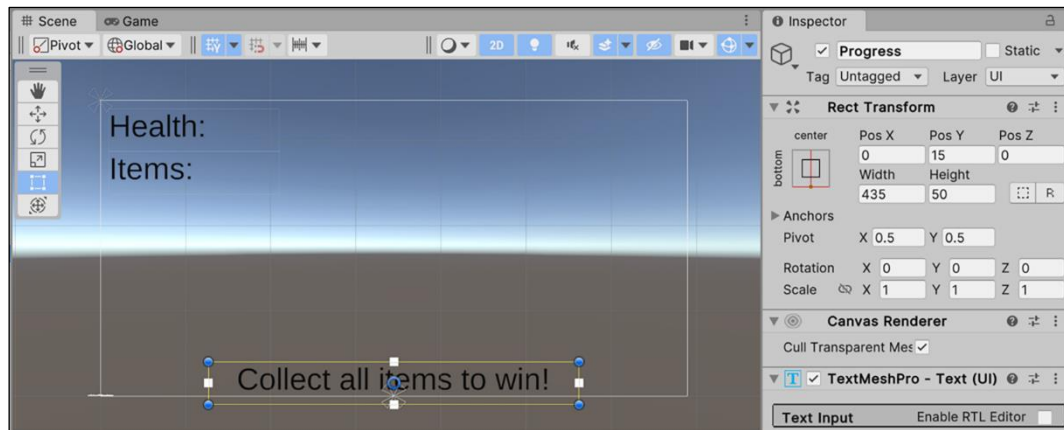 Scene Game
Pivot Global 2D
Health:
Items:
Collect all items to win!
Inspector
Progress Static
Tag Untagged Layer UI
Rect Transform
center Pos X Pos Y Pos Z
bottom
0 15 0
Width Height
435 50 R
Anchors
Pivot X 0.5 Y 0.5
Rotation X 0 Y 0 Z 0
Scale X 1 Y 1 Z 1
Canvas Renderer
Cull Transparent Mes
T TextMeshPro - Text (UI)
Text Input Enable RTL Editor